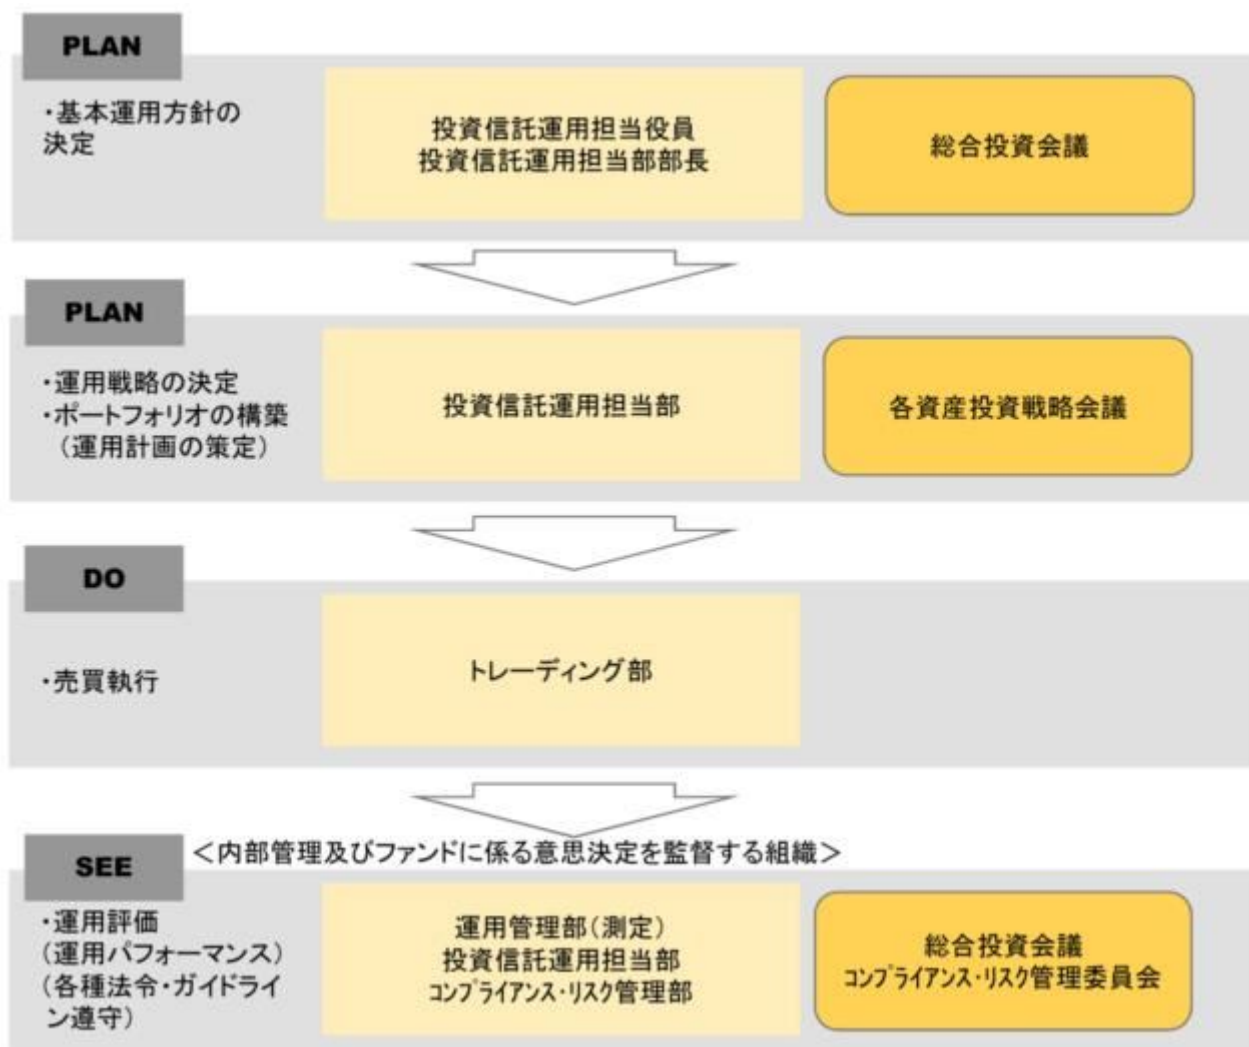 PLAN
・基本運用方針の
決定
投資信託運用担当役員
投資信託運用担当部部長
総合投資会議
PLAN
・運用戦略の決定
・ポートフォリオの構築
（運用計画の策定）
投資信託運用担当部
各資産投資戦略会議
DO
・売買執行
トレーディング部
SEE
＜内部管理及びファンドに係る意思決定を監督する組織＞
・運用評価
（運用パフォーマンス）
（各種法令・ガイドライ
ン遵守）
運用管理部（測定）
投資信託運用担当部
ｺﾝﾌﾟﾗｲｱﾝｽ・ﾘｽｸ管理部
総合投資会議
ｺﾝﾌﾟﾗｲｱﾝｽ・ﾘｽｸ管理委員会